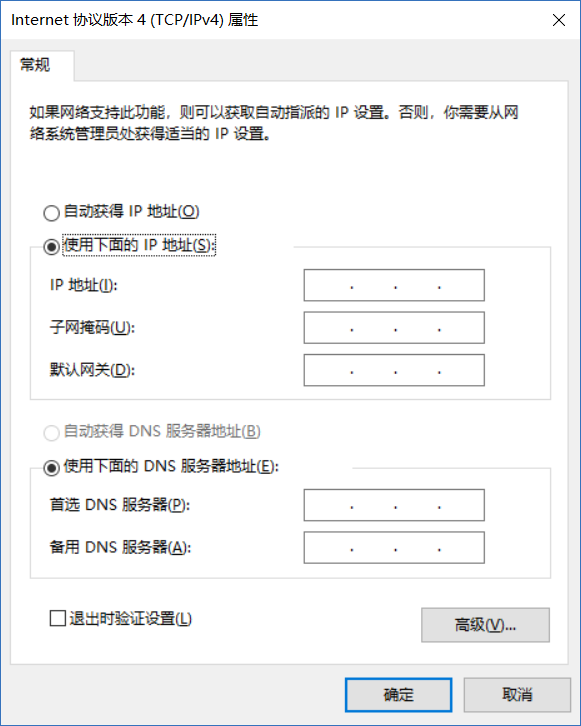 Internet 协议版本 4 (TCP/IPv4) 属性
常规
如果网络支持此功能，则可以获取自动指派的 IP 设置。否则，你需要从网
络系统管理员处获得适当的 IP 设置。
自动获得 IP 地址(O)
使用下面的 IP 地址(S):
IP 地址(I):
子网掩码(U):
默认网关(D):
自动获得 DNS 服务器地址(B)
使用下面的 DNS 服务器地址(E):
首选 DNS 服务器(P):
备用 DNS 服务器(A):
退出时验证设置(L)
高级(V)...
确定 取消